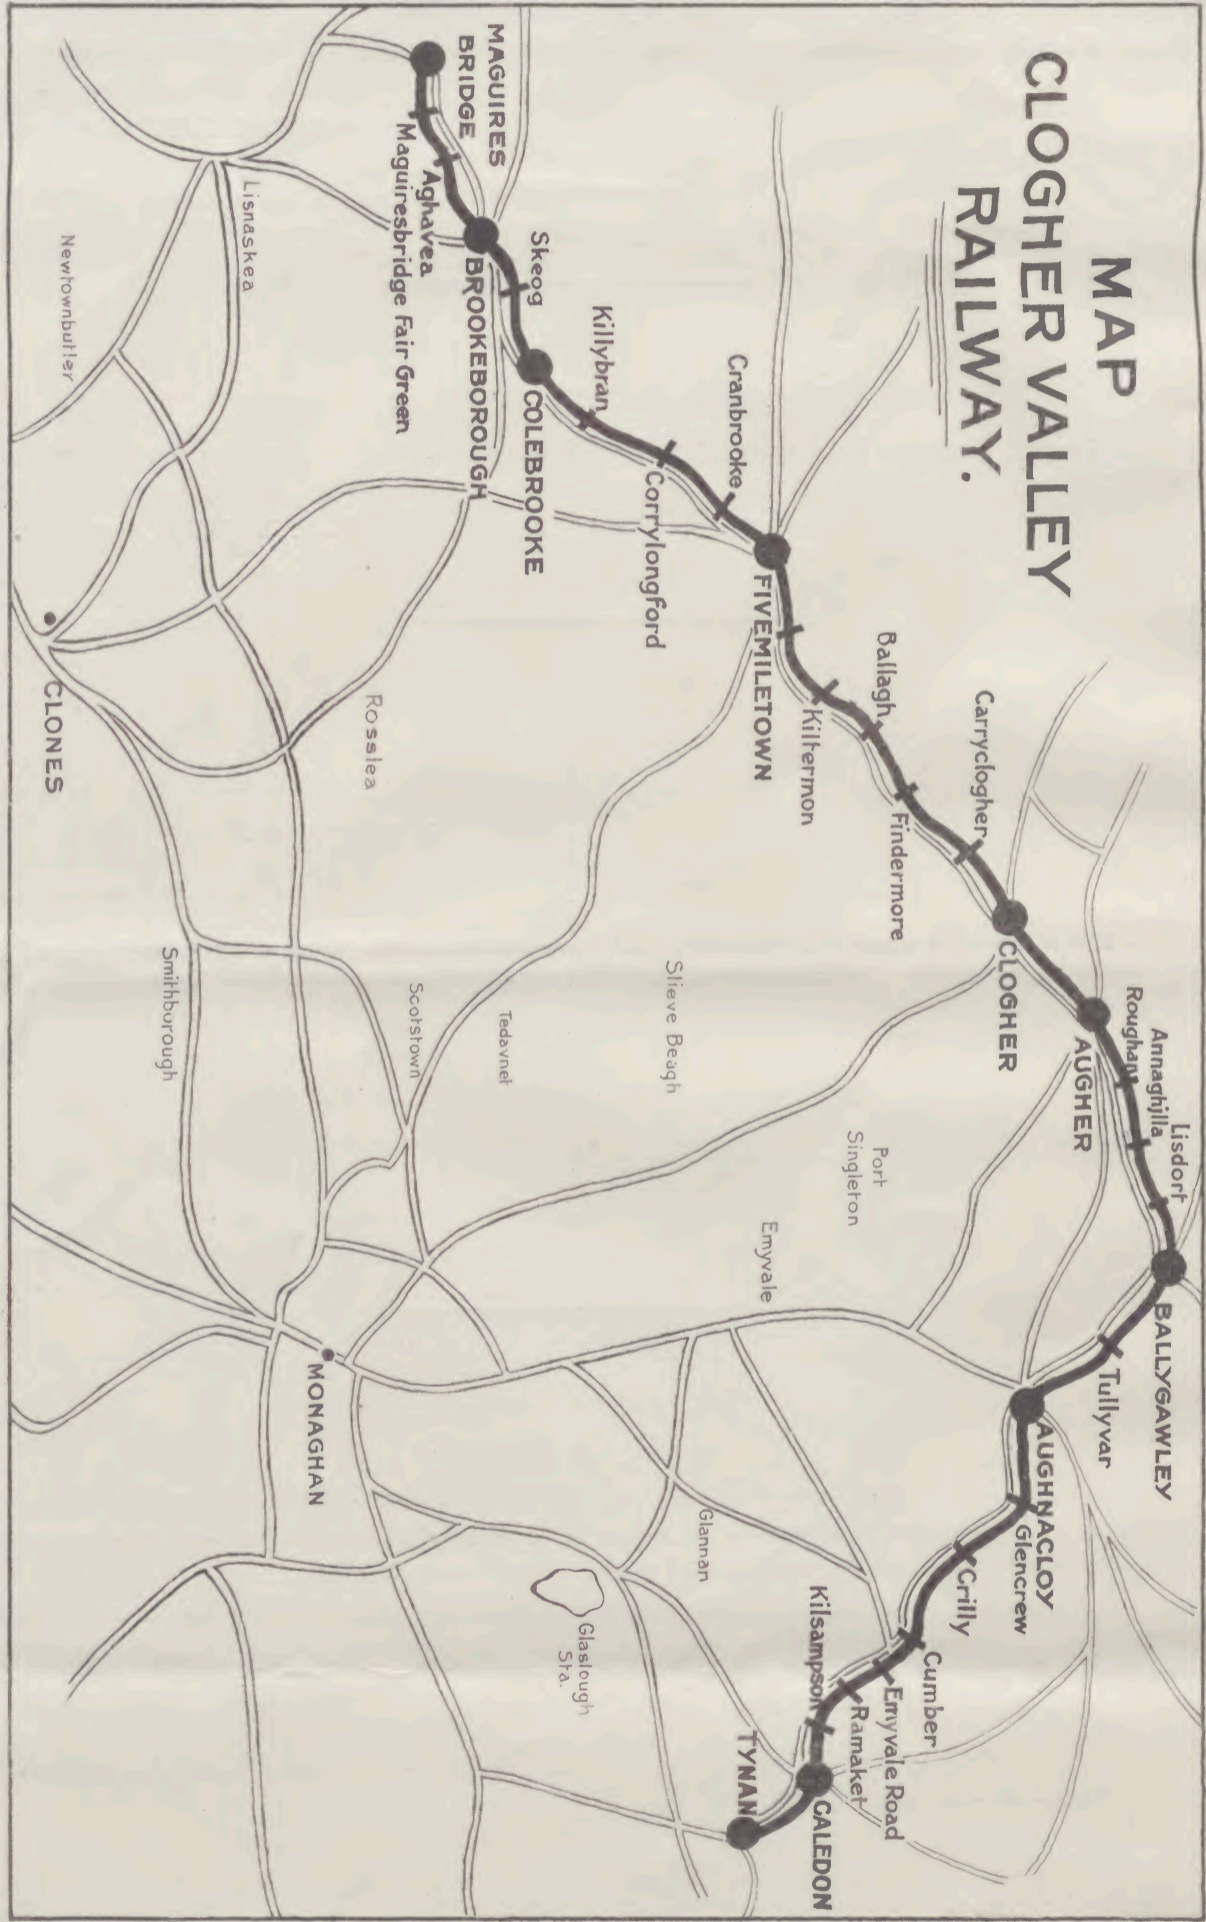 MAP
CLOGHER VALLEY
RAILWAY.
MAGUIRES
BRIDGE
Maguiresbridge Fair Green
Aghavea
BROOKEBOROUGH
Skeog
COLEBROOKE
Killybran
Corrylongford
Cranbrooke
FIVEMILETOWN
Kiltermon
Ballagh
Findermore
Carryclogher
CLOGHER
AUGHER
Roughan
Annaghilla
Lisdort
BALLYGAWLEY
Tullyvar
AUGHNACLOY
Glencrew
Crilly
Cumber
Emyvale Road
Ramaket
Kilsampson
CALEDON
TYNAN
Lisnaskea
Newtownbutler
CLONES
Rosslea
Smithborough
Scotstown
Tedavnet
Slieve Beagh
Port
Singleton
Emyvale
MONAGHAN
Glannan
Glaslough
Sta.